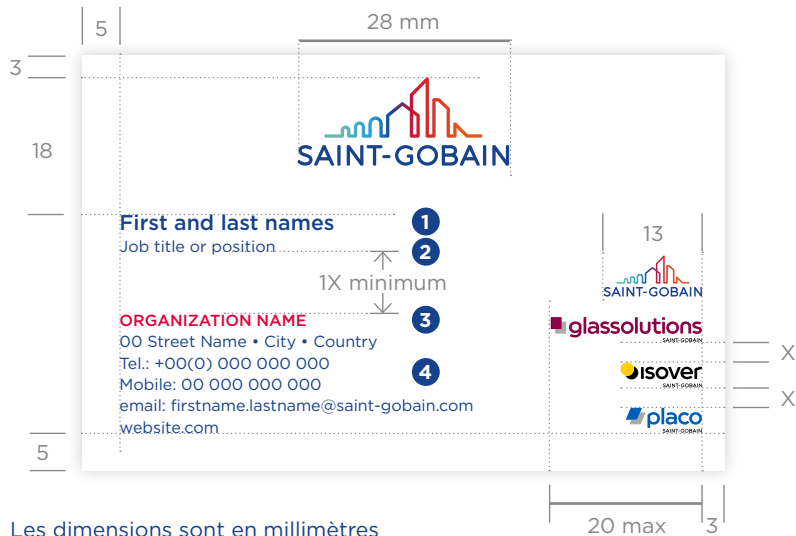 5
28 mm
3
18
SAINT-GOBAIN
First and last names
1
Job title or position
2
13
1X minimum
SAINT-GOBAIN
ORGANIZATION NAME
3
glassolutions
SAINT-GOBAIN
00 Street Name • City • Country
X
Tel.: +00(0) 000 000 000
4
isover
SAINT-GOBAIN
Mobile: 00 000 000 000
X
email: firstname.lastname@saint-gobain.com
placo
SAINT-GOBAIN
website.com
5
Les dimensions sont en millimètres
20 max
3